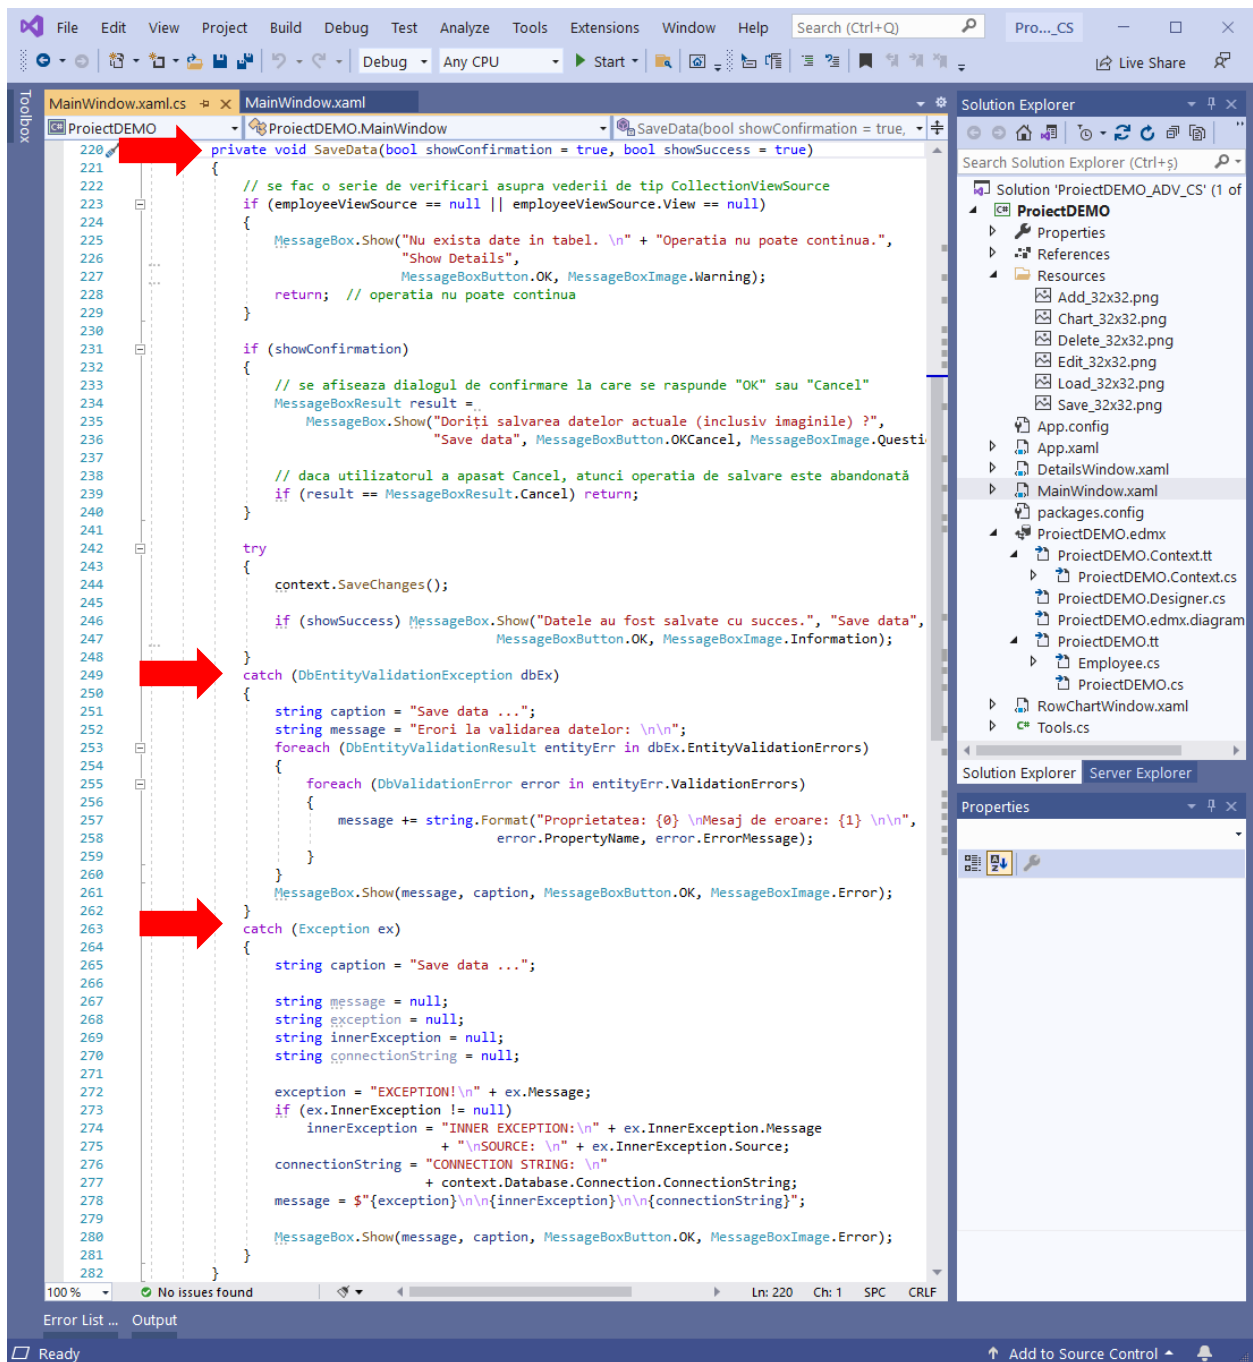 File Edit View Project Build Debug Test Analyze Tools Extensions Window Help Search (Ctrl+Q) Pro..._CS
Debug Any CPU Start Live Share
Toolbox
MainWindow.xaml.cs MainWindow.xaml
ProiectDEMO ProiectDEMO.MainWindow SaveData(bool showConfirmation = true,
220 private void SaveData(bool showConfirmation = true, bool showSuccess = true)
221 {
222 // se fac o serie de verificari asupra vederii de tip CollectionViewSource
223 if (employeeViewSource == null || employeeViewSource.View == null)
224 {
225 MessageBox.Show("Nu exista date in tabel. \n" + "Operatia nu poate continua.",
226 "Show Details",
227 MessageBoxButton.OK, MessageBoxImage.Warning);
228 return; // operatia nu poate continua
229 }
230
231 if (showConfirmation)
232 {
233 // se afiseaza dialogul de confirmare la care se raspunde "OK" sau "Cancel"
234 MessageBoxResult result =
235 MessageBox.Show("Doriți salvarea datelor actuale (inclusiv imaginile) ?",
236 "Save data", MessageBoxButton.OKCancel, MessageBoxImage.Questi
237
238 // daca utilizatorul a apasat Cancel, atunci operatia de salvare este abandonată
239 if (result == MessageBoxResult.Cancel) return;
240 }
241
242 try
243 {
244 context.SaveChanges();
245
246 if (showSuccess) MessageBox.Show("Datele au fost salvate cu succes.", "Save data",
247 MessageBoxButton.OK, MessageBoxImage.Information);
248 }
249 catch (DbEntityValidationException dbEx)
250 {
251 string caption = "Save data ...";
252 string message = "Erori la validarea datelor: \n\n";
253 foreach (DbEntityValidationResult entityErr in dbEx.EntityValidationErrors)
254 {
255 foreach (DbValidationError error in entityErr.ValidationErrors)
256 {
257 message += string.Format("Proprietatea: {0} \nMesaj de eroare: {1} \n\n",
258 error.PropertyName, error.ErrorMessage);
259 }
260 }
261 MessageBox.Show(message, caption, MessageBoxButton.OK, MessageBoxImage.Error);
262 }
263 catch (Exception ex)
264 {
265 string caption = "Save data ...";
266
267 string message = null;
268 string exception = null;
269 string innerException = null;
270 string connectionString = null;
271
272 exception = "EXCEPTION!\n" + ex.Message;
273 if (ex.InnerException != null)
274 innerException = "INNER EXCEPTION:\n" + ex.InnerException.Message
275 + "\nSOURCE: \n" + ex.InnerException.Source;
276 connectionString = "CONNECTION STRING: \n"
277 + context.Database.Connection.ConnectionString;
278 message = $"{exception}\n\n{innerException}\n\n{connectionString}";
279
280 MessageBox.Show(message, caption, MessageBoxButton.OK, MessageBoxImage.Error);
281 }
282 }
100 % No issues found Ln: 220 Ch: 1 SPC CRLF
Solution Explorer
Search Solution Explorer (Ctrl+ș)
Solution 'ProiectDEMO_ADV_CS' (1 of
ProiectDEMO
Properties
References
Resources
Add_32x32.png
Chart_32x32.png
Delete_32x32.png
Edit_32x32.png
Load_32x32.png
Save_32x32.png
App.config
App.xaml
DetailsWindow.xaml
MainWindow.xaml
packages.config
ProiectDEMO.edmx
ProiectDEMO.Context.tt
ProiectDEMO.Context.cs
ProiectDEMO.Designer.cs
ProiectDEMO.edmx.diagram
ProiectDEMO.tt
Employee.cs
ProiectDEMO.cs
RowChartWindow.xaml
C# Tools.cs
Solution Explorer Server Explorer
Properties
Error List ... Output
Ready Add to Source Control